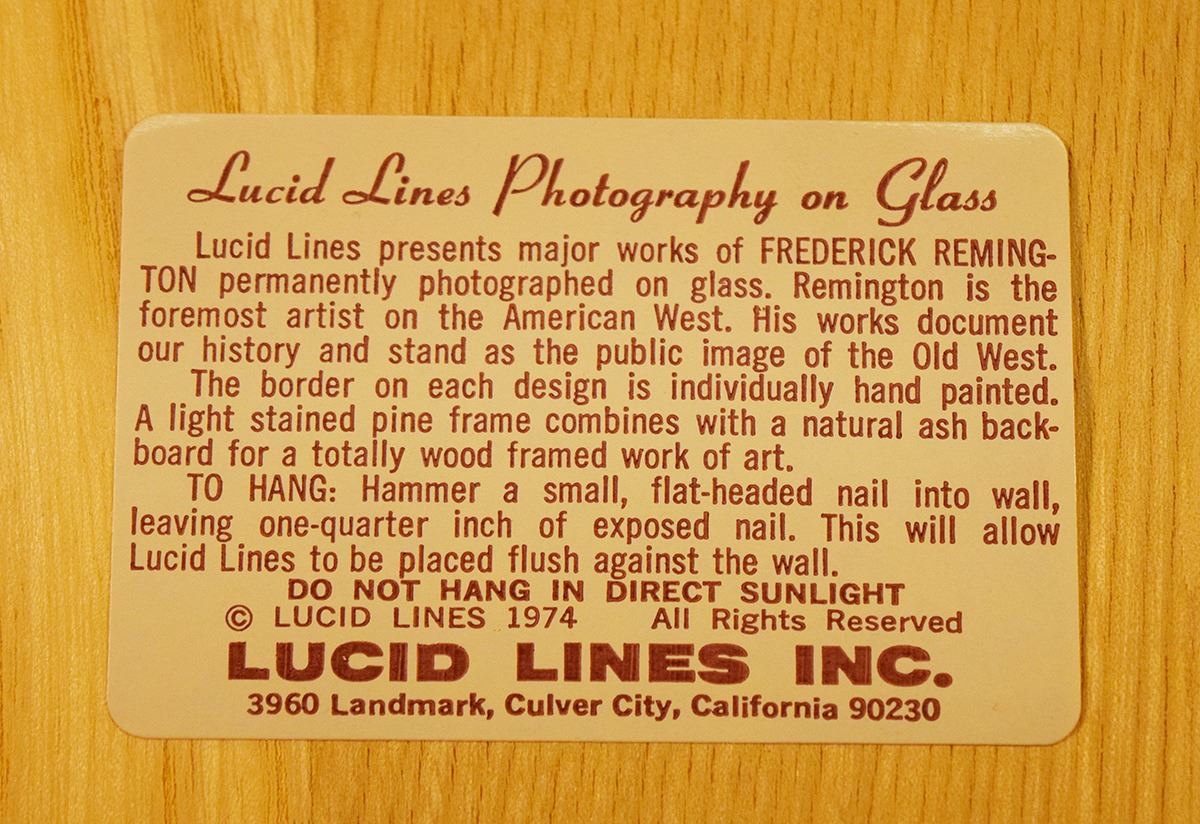 Lucid Lines Photography on Glass
Lucid Lines presents major works of FREDERICK REMING-
TON permanently photographed on glass. Remington is the
foremost artist on the American West. His works document
our history and stand as the public image of the Old West.
The border on each design is individually hand painted.
A light stained pine frame combines with a natural ash back-
board for a totally wood framed work of art.
TO HANG: Hammer a small, flat-headed nail into wall,
leaving one-quarter inch of exposed nail. This will allow
Lucid Lines to be placed flush against the wall.
DO NOT HANG IN DIRECT SUNLIGHT
© LUCID LINES 1974 All Rights Reserved
LUCID LINES INC.
3960 Landmark, Culver City, California 90230